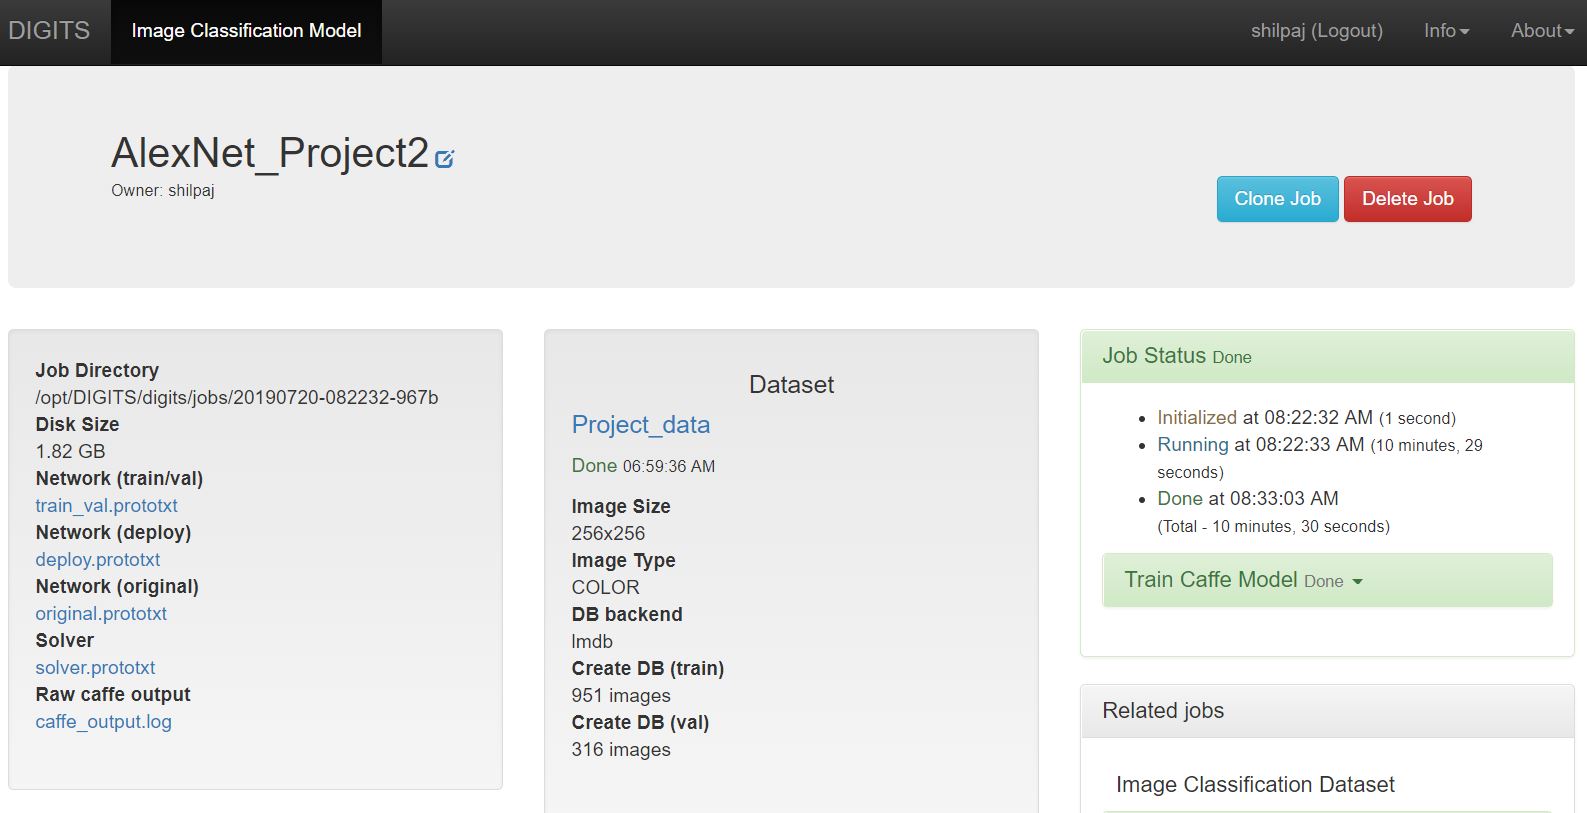 DIGITS
Image Classification Model
shilpaj (Logout)
Info
About
AlexNet_Project2
Owner: shilpaj
Clone Job
Delete Job
Job Directory
/opt/DIGITS/digits/jobs/20190720-082232-967b
Disk Size
1.82 GB
Network (train/val)
train_val.prototxt
Network (deploy)
deploy.prototxt
Network (original)
original.prototxt
Solver
solver.prototxt
Raw caffe output
caffe_output.log
Dataset
Project_data
Done 06:59:36 AM
Image Size
256x256
Image Type
COLOR
DB backend
lmdb
Create DB (train)
951 images
Create DB (val)
316 images
Job Status Done
Initialized at 08:22:32 AM (1 second)
Running at 08:22:33 AM (10 minutes, 29
seconds)
Done at 08:33:03 AM
(Total - 10 minutes, 30 seconds)
Train Caffe Model Done
Related jobs
Image Classification Dataset